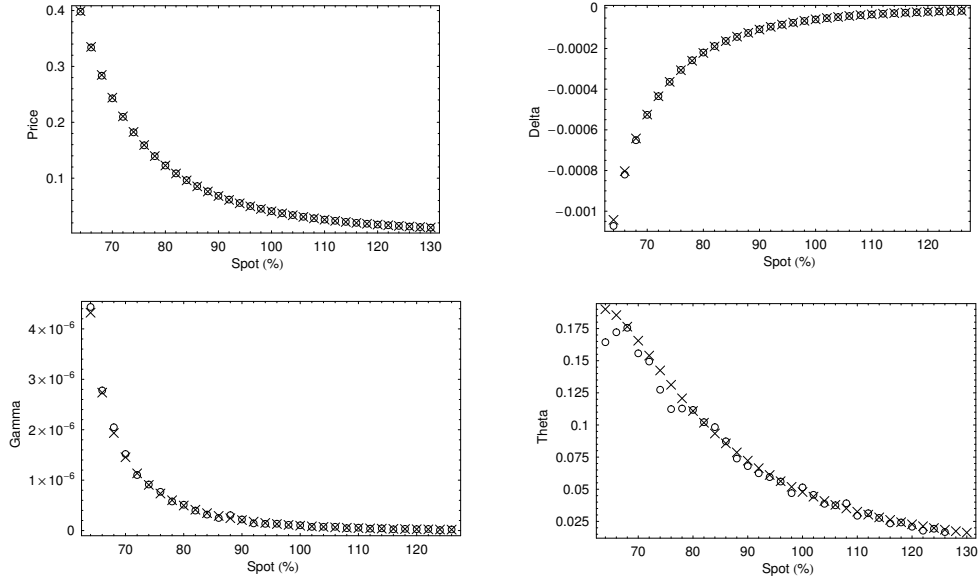 0.4
0.3
0.2
0.1
Price
70 80 90 100 110 120 130
Spot (%)
0
−0.0002
−0.0004
−0.0006
−0.0008
−0.001
Delta
70 80 90 100 110 120
Spot (%)
4×10⁻⁶
3×10⁻⁶
2×10⁻⁶
1×10⁻⁶
0
Gamma
70 80 90 100 110 120
Spot (%)
0.175
0.15
0.125
0.1
0.075
0.05
0.025
Theta
70 80 90 100 110 120 130
Spot (%)